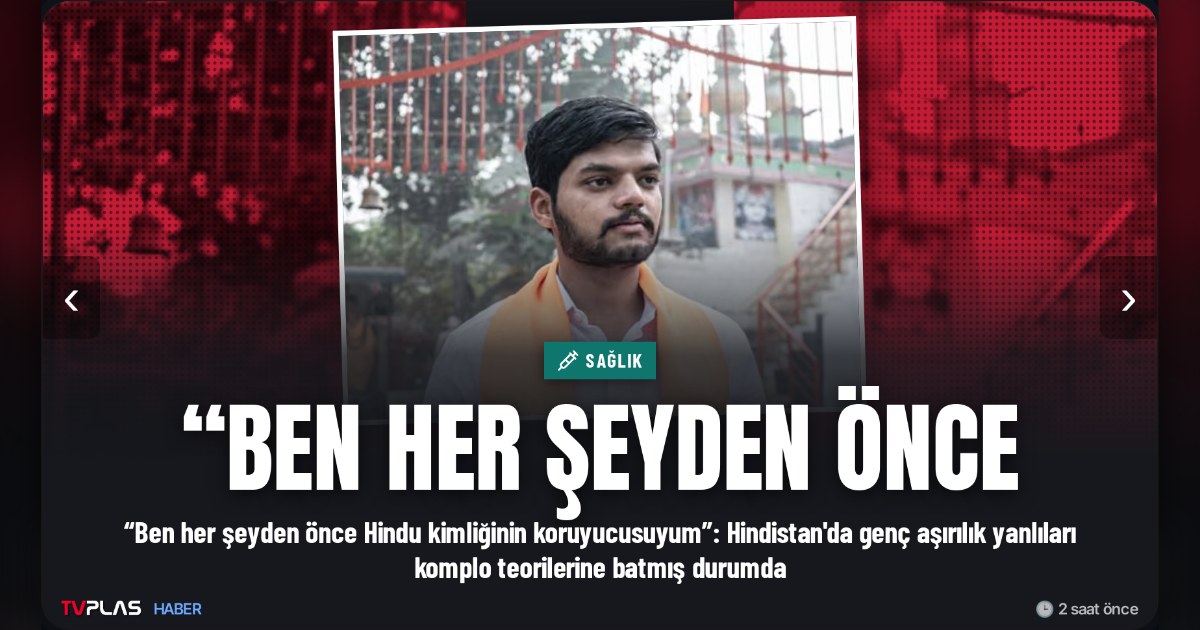 SAĞLIK
“BEN HER ŞEYDEN ÖNCE
“Ben her şeyden önce Hindu kimliğinin koruyucusuyum”: Hindistan'da genç aşırılık yanlıları
komplo teorilerine batmış durumda
TVPLAS HABER
2 saat önce